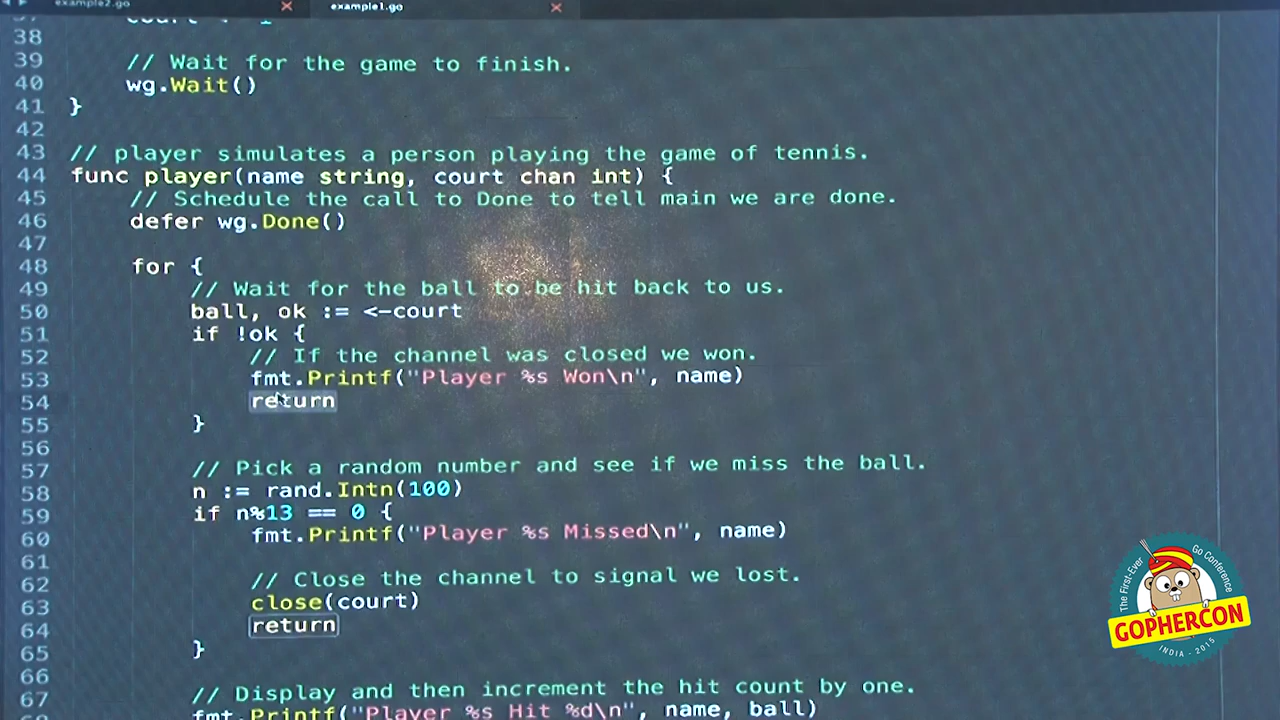 example2.go
example1.go
38
39 // Wait for the game to finish.
40 wg.Wait()
41 }
42
43 // player simulates a person playing the game of tennis.
44 func player(name string, court chan int) {
45 // Schedule the call to Done to tell main we are done.
46 defer wg.Done()
47
48 for {
49 // Wait for the ball to be hit back to us.
50 ball, ok := <-court
51 if !ok {
52 // If the channel was closed we won.
53 fmt.Printf("Player %s Won\n", name)
54 return
55 }
56
57 // Pick a random number and see if we miss the ball.
58 n := rand.Intn(100)
59 if n%13 == 0 {
60 fmt.Printf("Player %s Missed\n", name)
61
62 // Close the channel to signal we lost.
63 close(court)
64 return
65 }
66
67 // Display and then increment the hit count by one.
fmt.Printf("Player %s Hit %d\n", name, ball)
The First-Ever Go Conference
GOPHERCON
INDIA - 2015